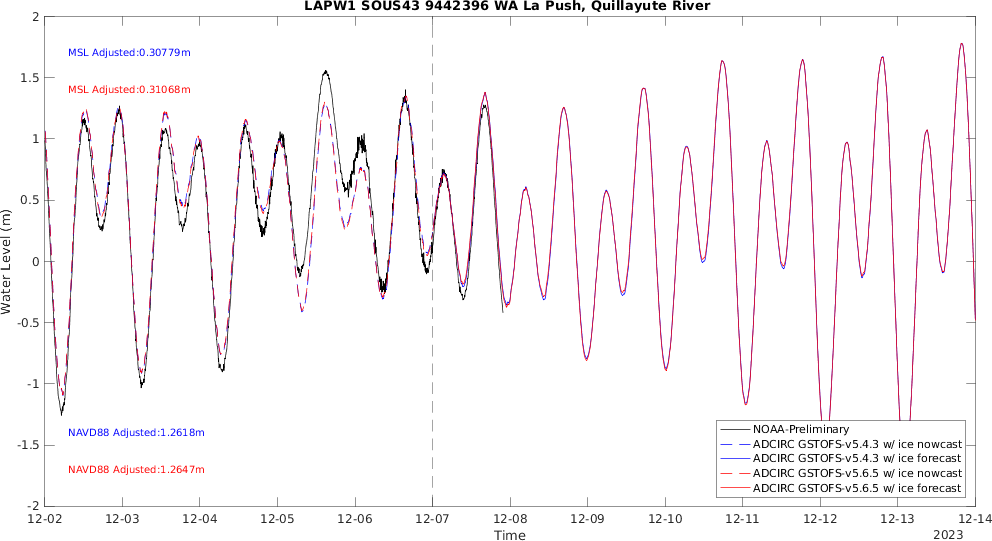 LAPW1 SOUS43 9442396 WA La Push, Quillayute River
2
1.5
1
0.5
0
-0.5
-1
-1.5
-2
Water Level (m)
MSL Adjusted:0.30779m
MSL Adjusted:0.31068m
NAVD88 Adjusted:1.2618m
NAVD88 Adjusted:1.2647m
NOAA-Preliminary
ADCIRC GSTOFS-v5.4.3 w/ ice nowcast
ADCIRC GSTOFS-v5.4.3 w/ ice forecast
ADCIRC GSTOFS-v5.6.5 w/ ice nowcast
ADCIRC GSTOFS-v5.6.5 w/ ice forecast
12-02 12-03 12-04 12-05 12-06 12-07 12-08 12-09 12-10 12-11 12-12 12-13 12-14
Time
2023